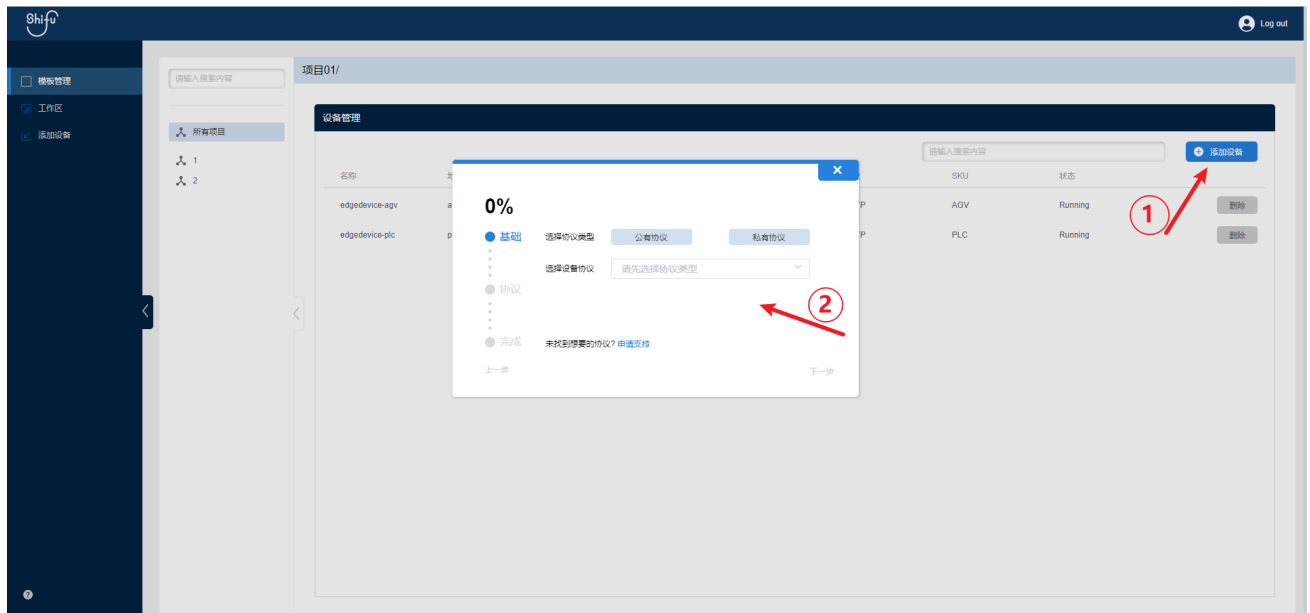 Shifu
Log out
模板管理
工作区
添加设备
请输入搜索内容
所有项目
1
2
项目01/
设备管理
请输入搜索内容
添加设备
名称
SKU
状态
edgedevice-agv
a
P
AGV
Running
删除
edgedevice-plc
p
P
PLC
Running
删除
0%
基础
选择协议类型
公有协议
私有协议
选择设备协议
请先选择协议类型
协议
完成
未找到想要的协议? 申请支持
上一步
下一步
1
2